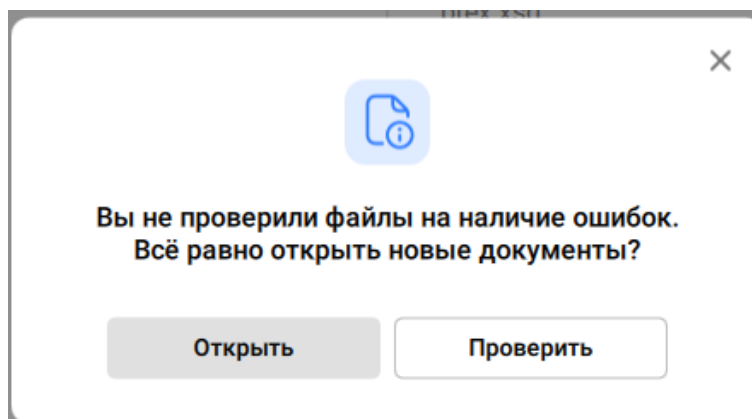 Вы не проверили файлы на наличие ошибок.
Всё равно открыть новые документы?
Открыть
Проверить